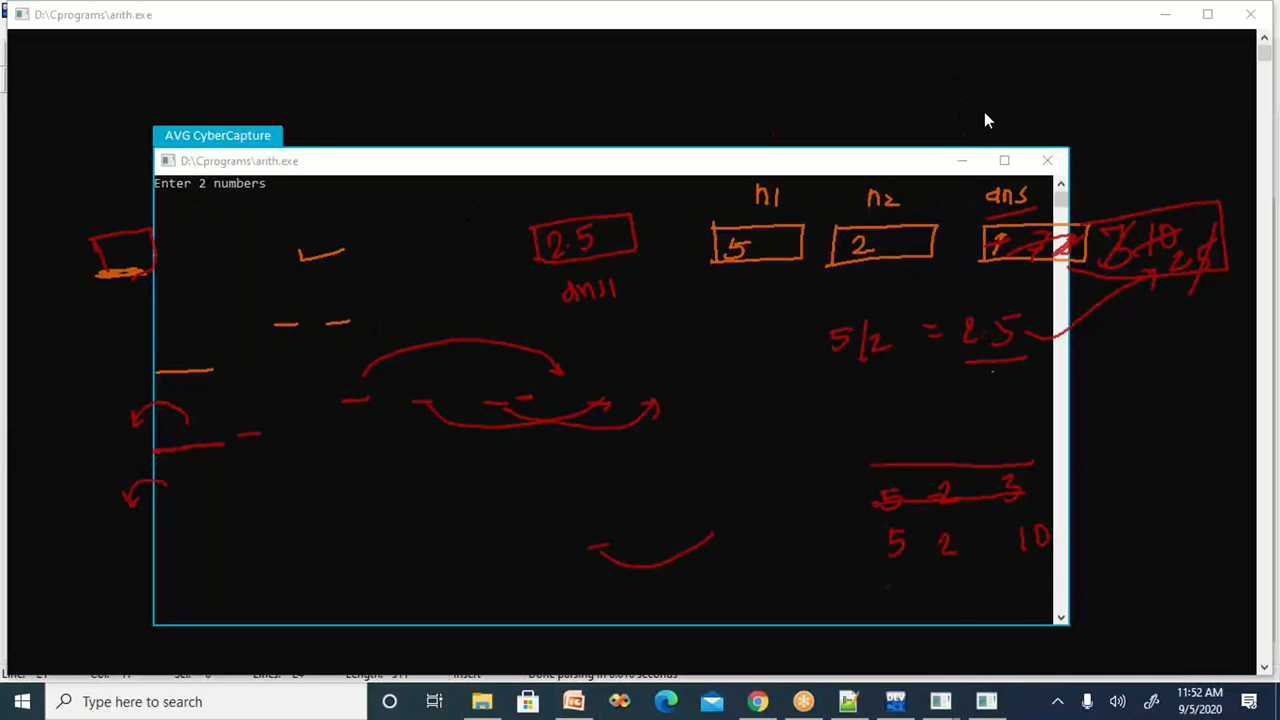 D:\Cprograms\arith.exe
AVG CyberCapture
D:\Cprograms\arith.exe
Enter 2 numbers
n1 n2 ans
2.5 5 2
ans1
5/2 = 2.5
5 2 3
5 2 10
Type here to search
11:52 AM
9/5/2020